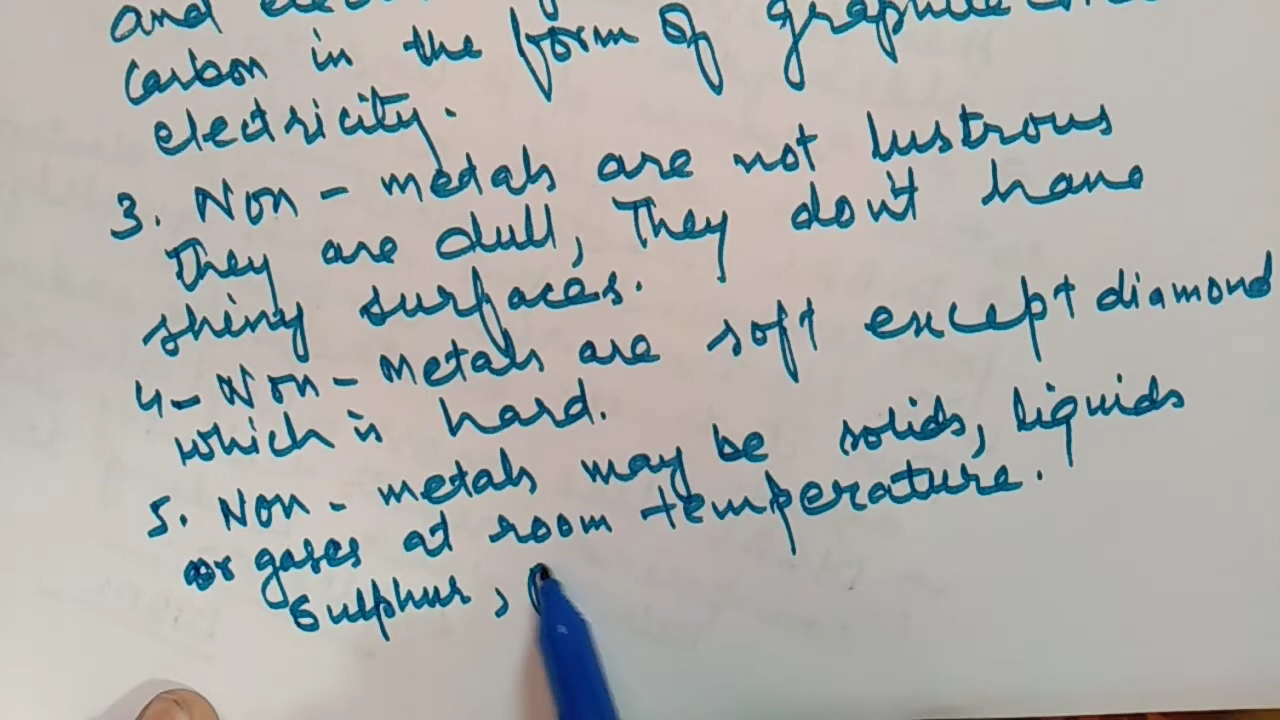 and
carbon in the form of graphite
electricity.
3. Non-metals are not lustrous
They are dull, They don't have
shiny surfaces.
4- Non-metals are soft except diamond
which is hard.
5. Non-metals may be solids, liquids
or gases at room temperature.
Sulphur,